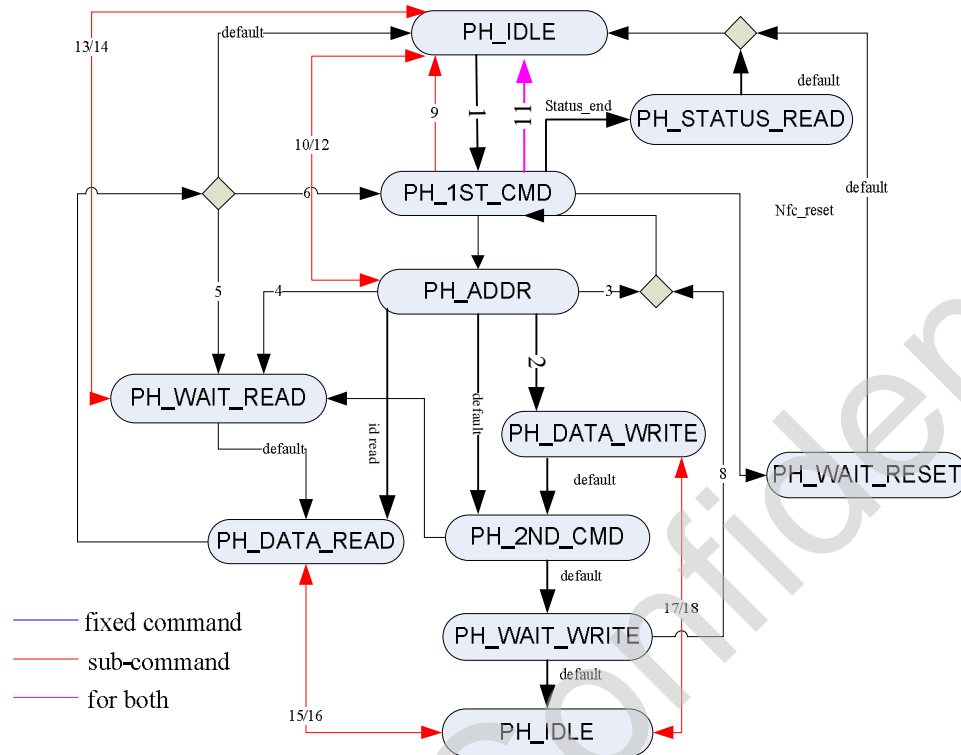 13/14
default
PH_IDLE
default
Status_end
PH_STATUS_READ
1
9
11
10/12
PH_1ST_CMD
6
default
Nfc_reset
5
4
PH_ADDR
3
PH_WAIT_READ
id read
default
2
default
PH_DATA_WRITE
8
PH_WAIT_RESET
default
PH_DATA_READ
PH_2ND_CMD
default
fixed command
17/18
sub-command
PH_WAIT_WRITE
for both
default
15/16
PH_IDLE
Confiden